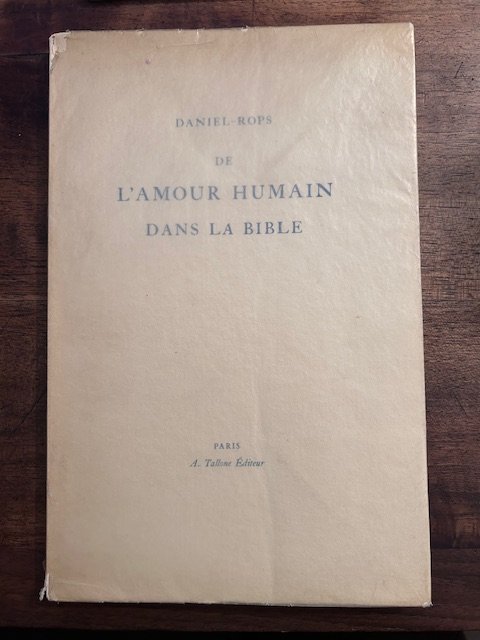 DANIEL-ROPS
DE
L'AMOUR HUMAIN
DANS LA BIBLE
PARIS
A. Tallone Éditeur